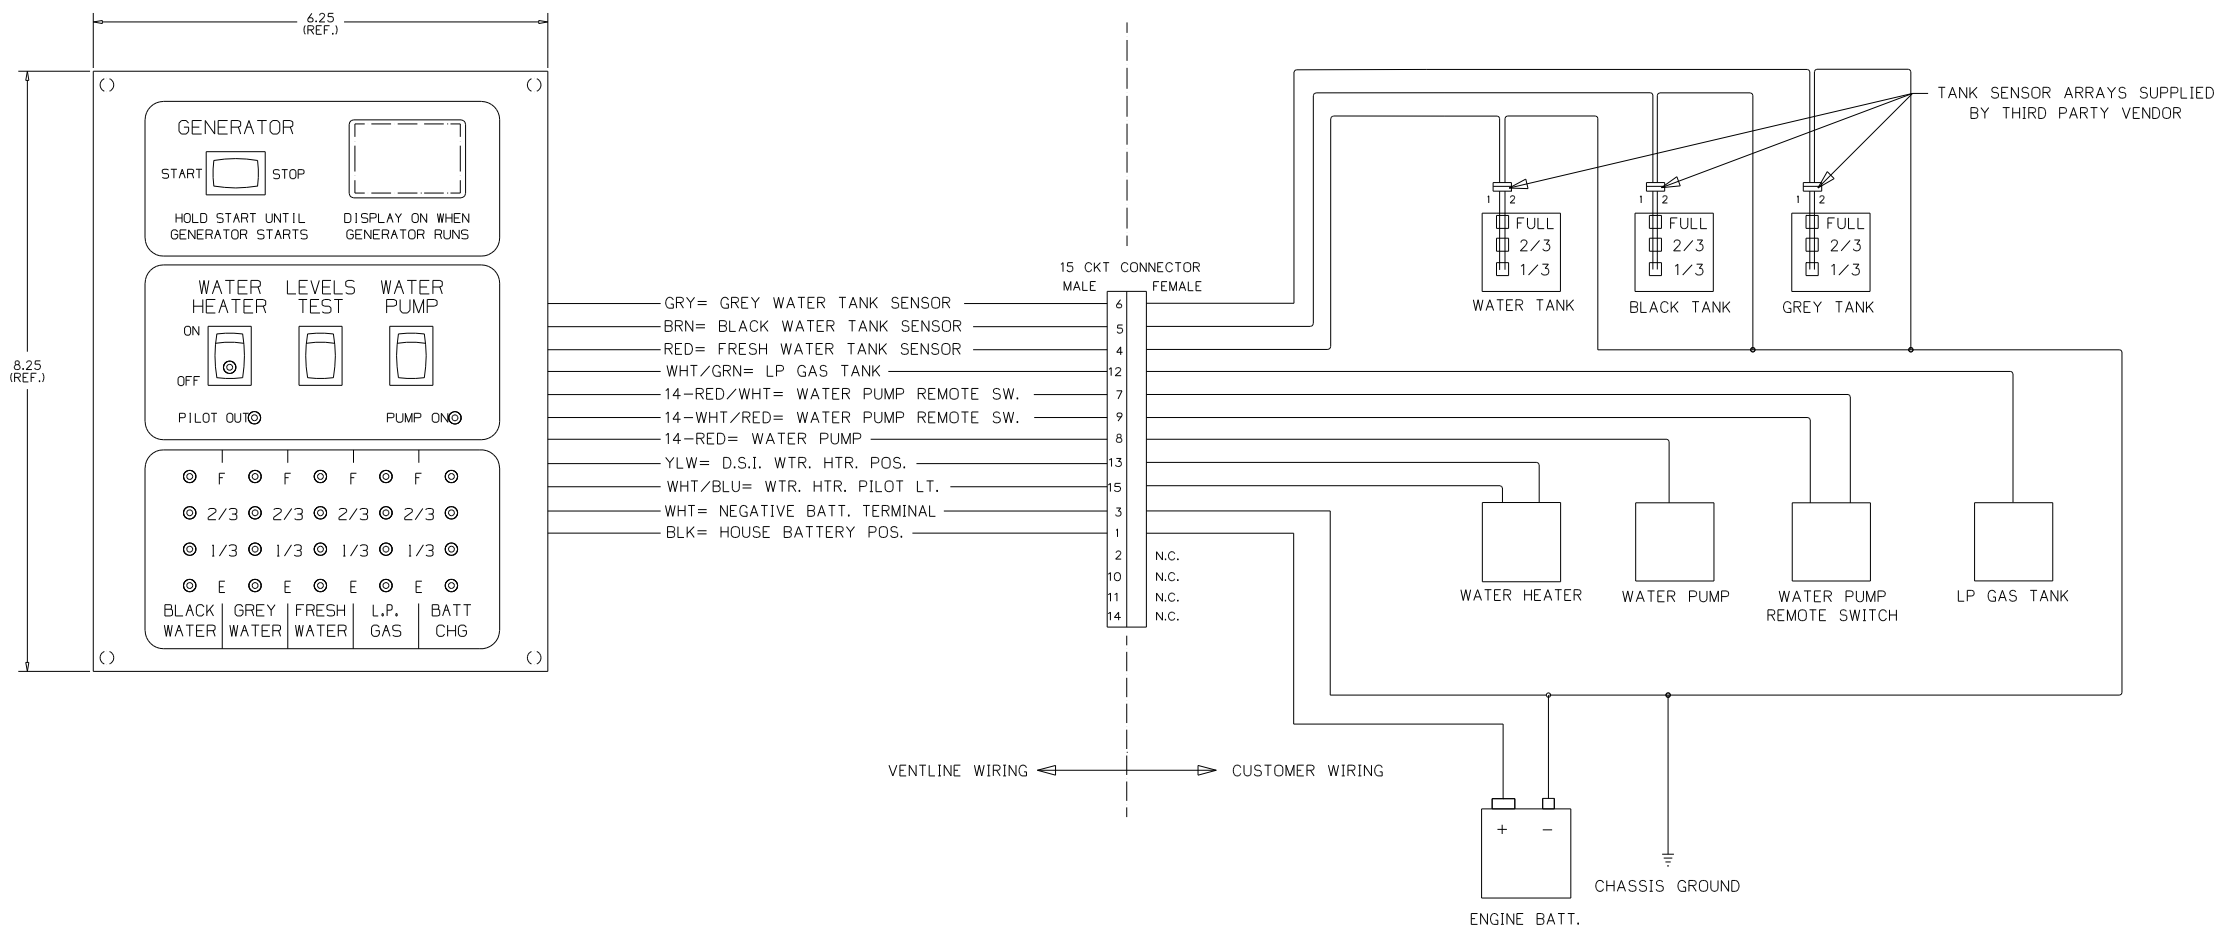 6.25
(REF.)
8.25
(REF.)
GENERATOR
START
STOP
HOLD START UNTIL
GENERATOR STARTS
DISPLAY ON WHEN
GENERATOR RUNS
WATER
HEATER
LEVELS
TEST
WATER
PUMP
ON
OFF
PILOT OUT
PUMP ON
F F F F
2/3 2/3 2/3 2/3
1/3 1/3 1/3 1/3
E E E E
BLACK
WATER
GREY
WATER
FRESH
WATER
L.P.
GAS
BATT
CHG
GRY= GREY WATER TANK SENSOR
BRN= BLACK WATER TANK SENSOR
RED= FRESH WATER TANK SENSOR
WHT/GRN= LP GAS TANK
14-RED/WHT= WATER PUMP REMOTE SW.
14-WHT/RED= WATER PUMP REMOTE SW.
14-RED= WATER PUMP
YLW= D.S.I. WTR. HTR. POS.
WHT/BLU= WTR. HTR. PILOT LT.
WHT= NEGATIVE BATT. TERMINAL
BLK= HOUSE BATTERY POS.
15 CKT CONNECTOR
MALE FEMALE
6
5
4
12
7
9
8
13
15
3
1
2 N.C.
10 N.C.
11 N.C.
14 N.C.
VENTLINE WIRING
CUSTOMER WIRING
TANK SENSOR ARRAYS SUPPLIED
BY THIRD PARTY VENDOR
1 2
FULL
2/3
1/3
WATER TANK
1 2
FULL
2/3
1/3
BLACK TANK
1 2
FULL
2/3
1/3
GREY TANK
WATER HEATER
WATER PUMP
WATER PUMP
REMOTE SWITCH
LP GAS TANK
+ −
ENGINE BATT.
CHASSIS GROUND